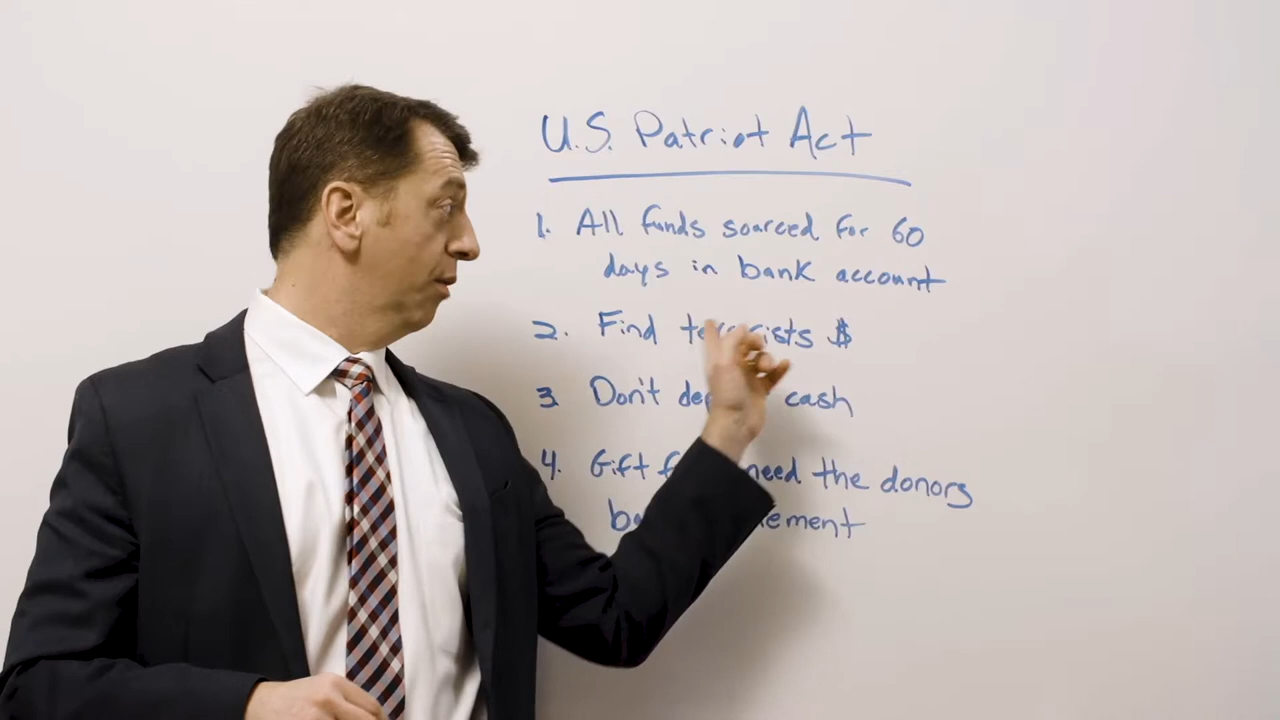 U.S. Patriot Act
1. All funds sourced for 60
days in bank account
2. Find terrorists $
3. Don't cash
4. Gift need the donors